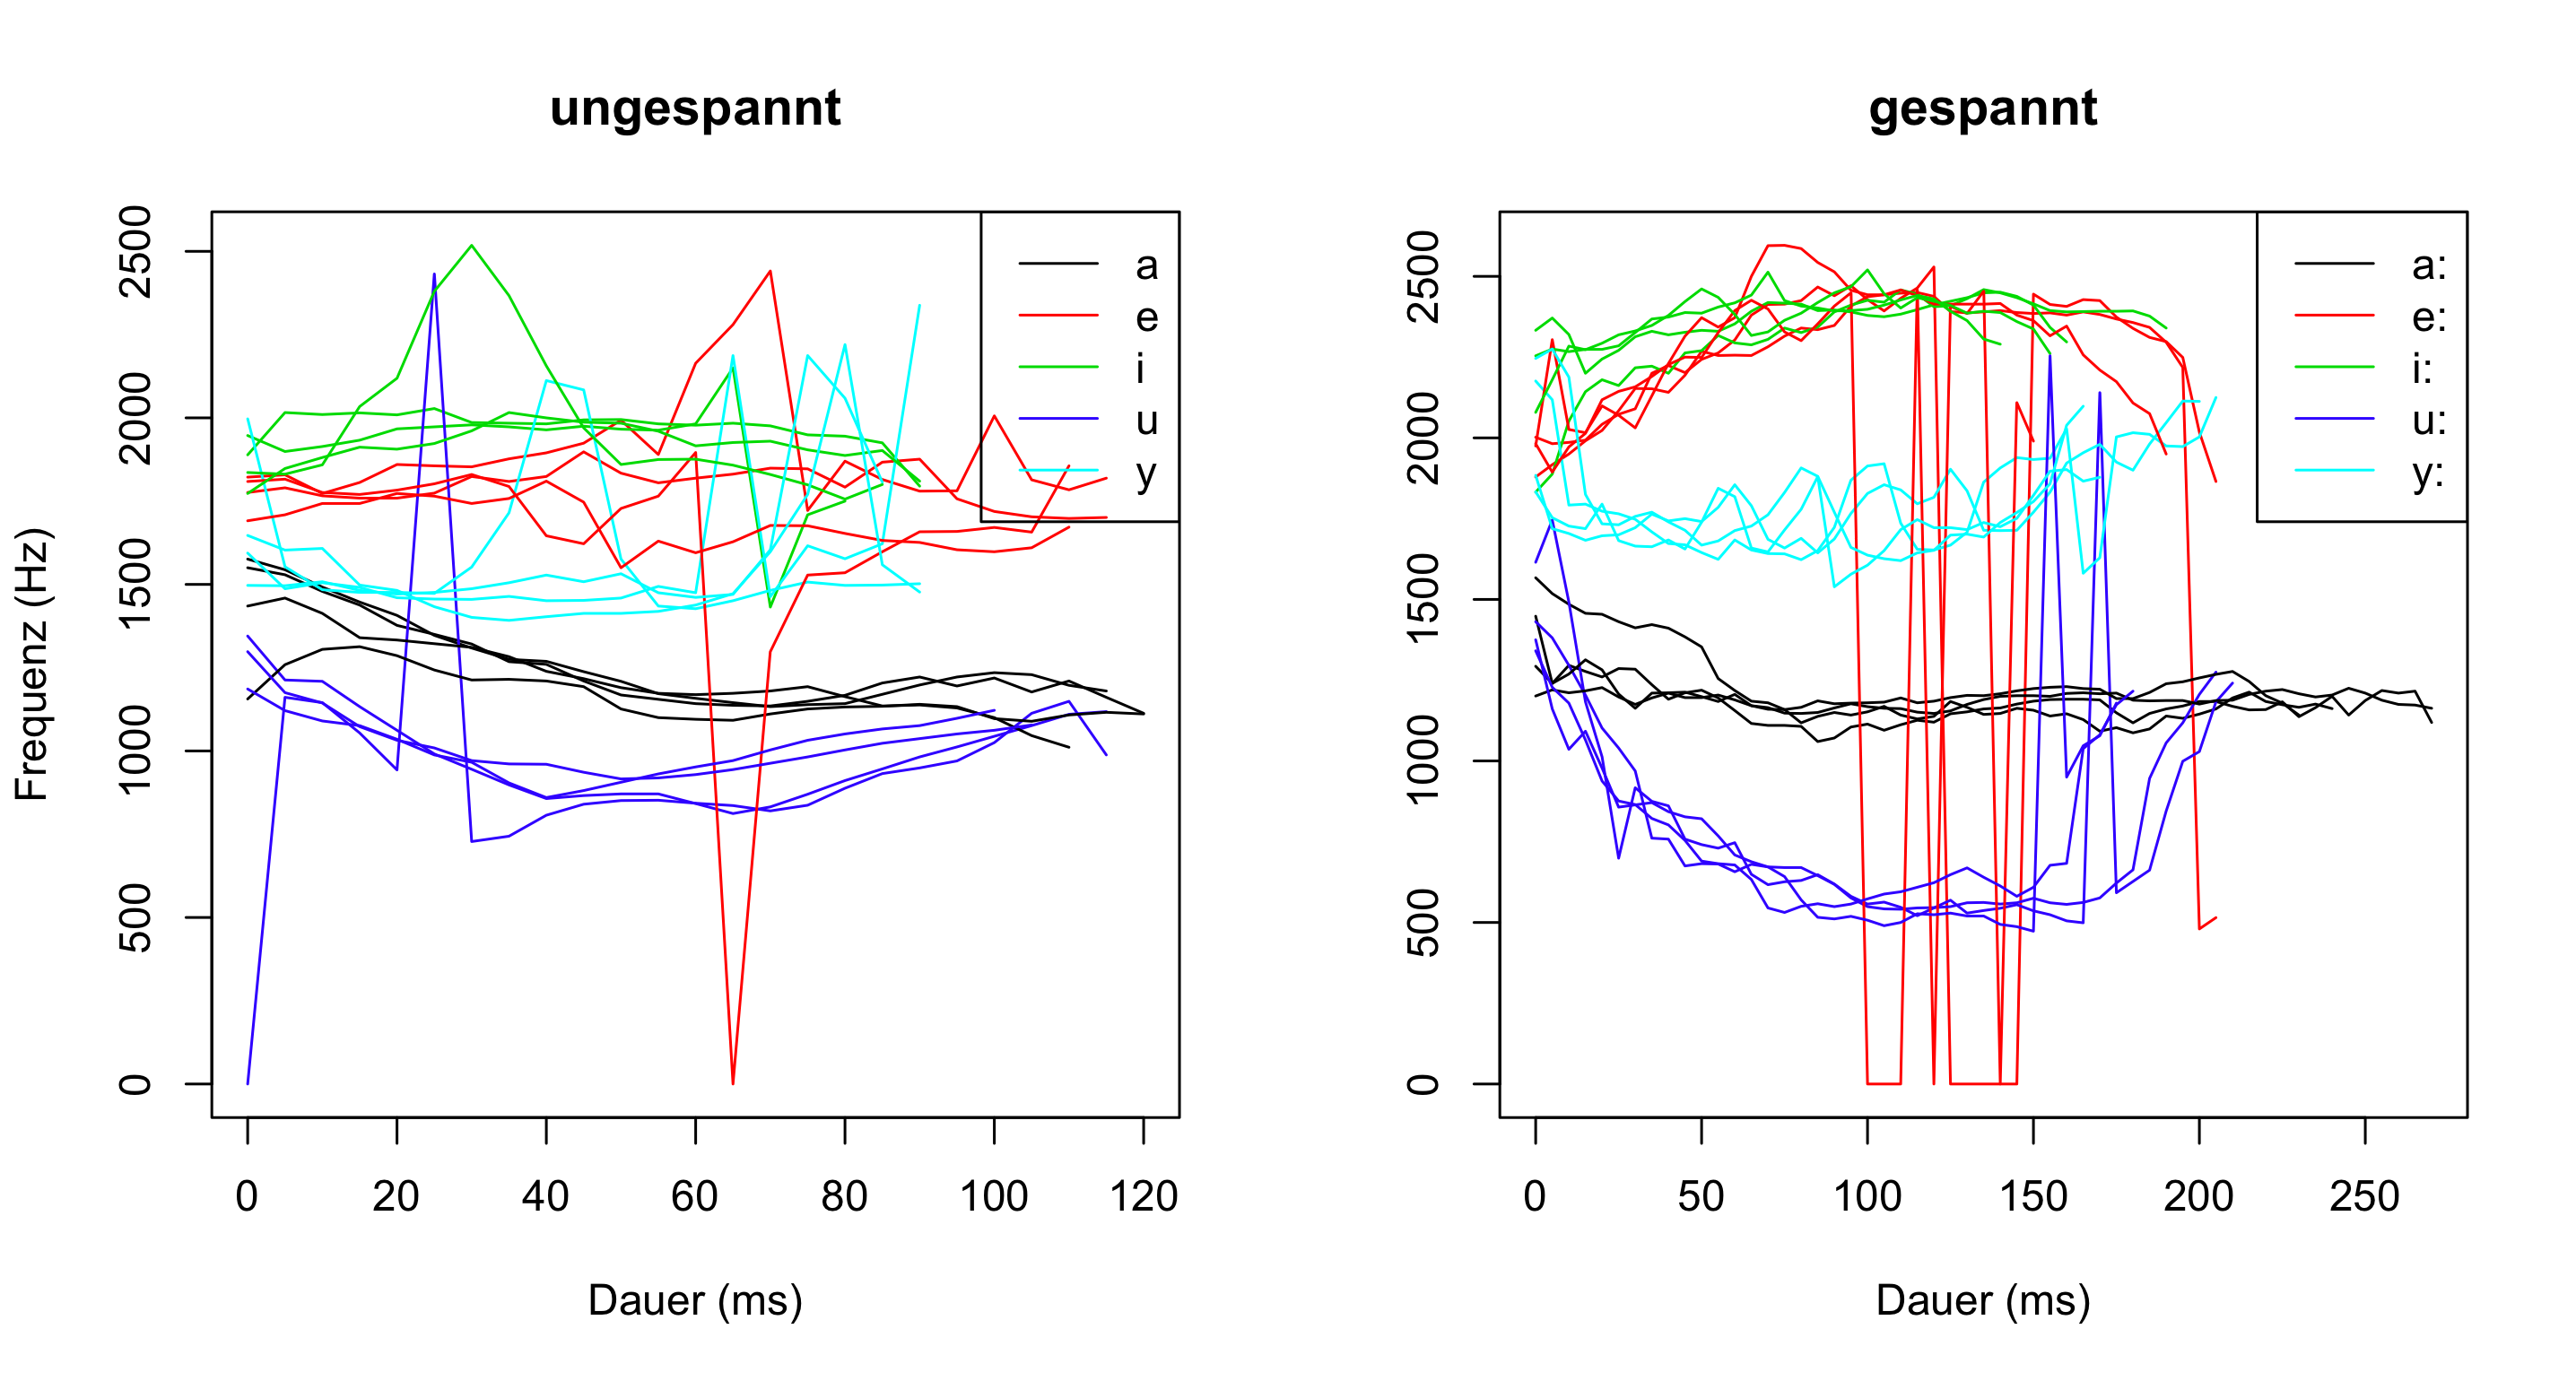 ungespannt
Frequenz (Hz)
2500
2000
1500
1000
500
0
a
e
i
u
y
0 20 40 60 80 100 120
Dauer (ms)
gespannt
2500
2000
1500
1000
500
0
a:
e:
i:
u:
y:
0 50 100 150 200 250
Dauer (ms)